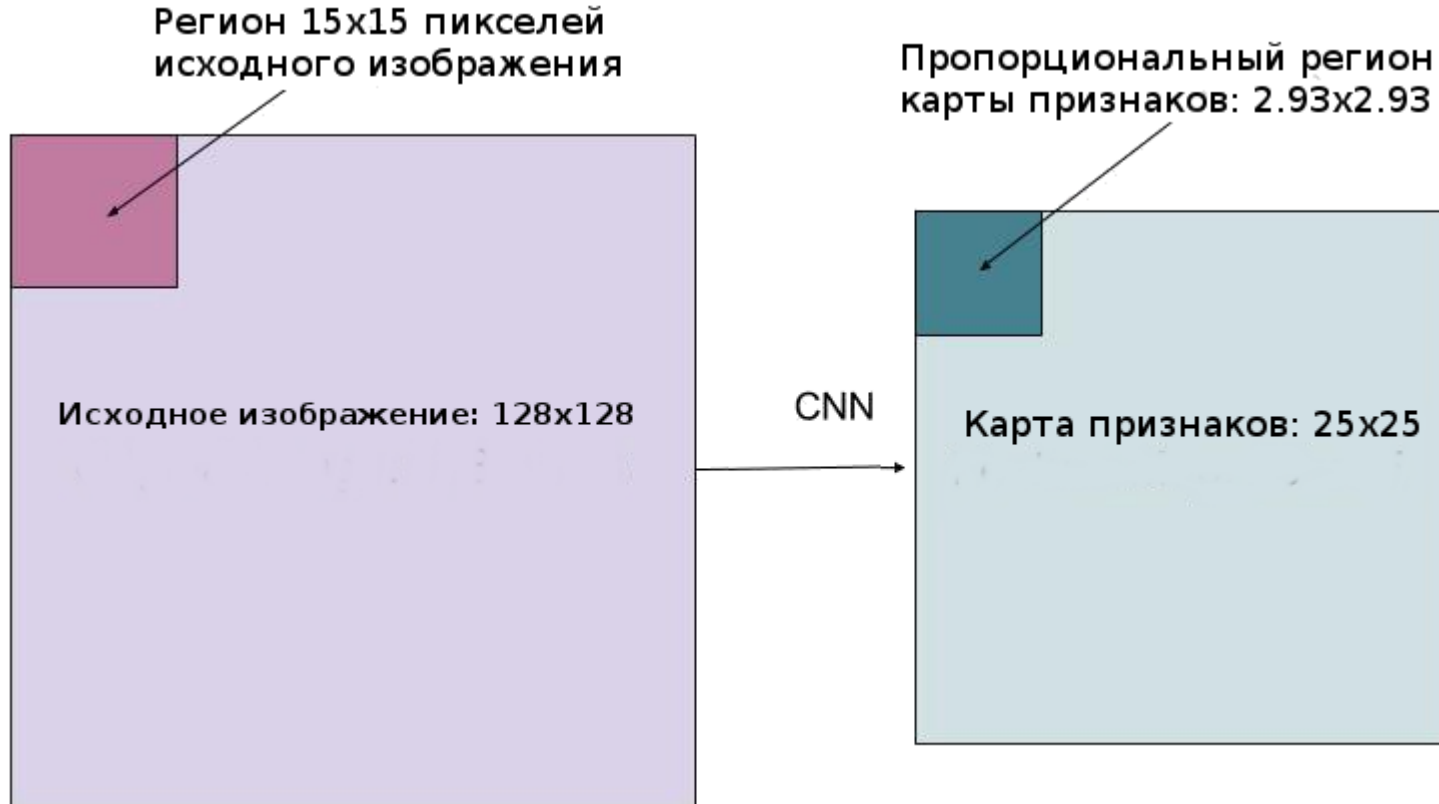 Регион 15x15 пикселей
исходного изображения
Пропорциональный регион
карты признаков: 2.93x2.93
Исходное изображение: 128x128
CNN
Карта признаков: 25x25